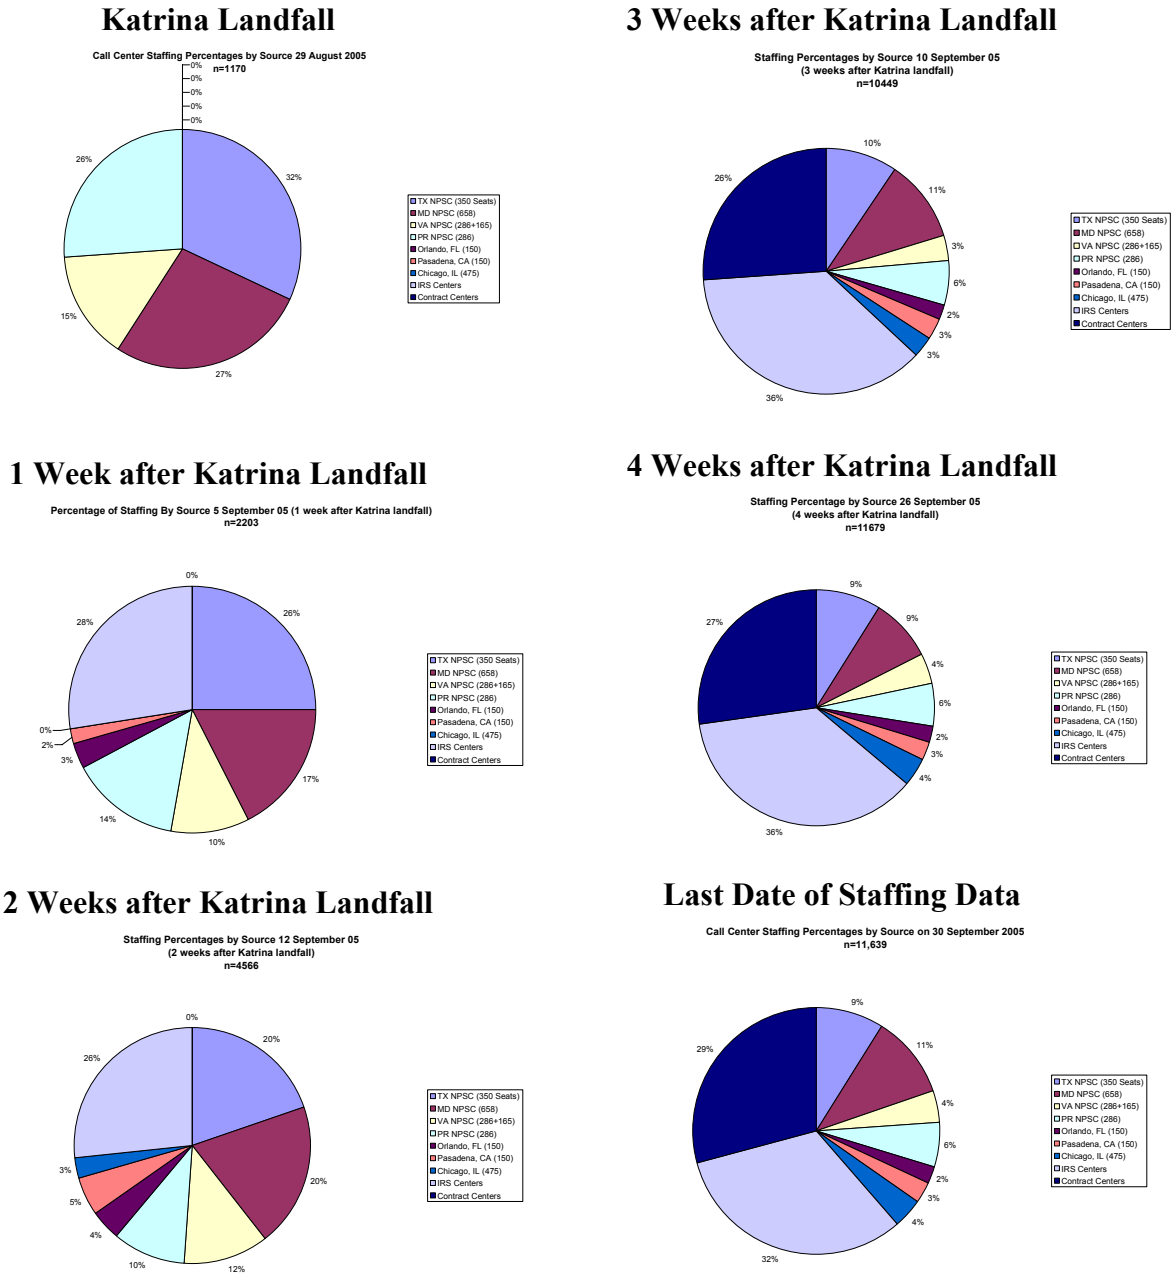 Katrina Landfall
Call Center Staffing Percentages by Source 29 August 2005
n=1170
0%
0%
0%
0%
0%
26%
32%
15%
27%
TX NPSC (350 Seats)
MD NPSC (658)
VA NPSC (286+165)
PR NPSC (286)
Orlando, FL (150)
Pasadena, CA (150)
Chicago, IL (475)
IRS Centers
Contract Centers
1 Week after Katrina Landfall
Percentage of Staffing By Source 5 September 05 (1 week after Katrina landfall)
n=2203
0%
26%
28%
0%
2%
3%
17%
14%
10%
TX NPSC (350 Seats)
MD NPSC (658)
VA NPSC (286+165)
PR NPSC (286)
Orlando, FL (150)
Pasadena, CA (150)
Chicago, IL (475)
IRS Centers
Contract Centers
2 Weeks after Katrina Landfall
Staffing Percentages by Source 12 September 05
(2 weeks after Katrina landfall)
n=4566
0%
20%
26%
3%
20%
5%
4%
10%
12%
TX NPSC (350 Seats)
MD NPSC (658)
VA NPSC (286+165)
PR NPSC (286)
Orlando, FL (150)
Pasadena, CA (150)
Chicago, IL (475)
IRS Centers
Contract Centers
3 Weeks after Katrina Landfall
Staffing Percentages by Source 10 September 05
(3 weeks after Katrina landfall)
n=10449
10%
26%
11%
3%
6%
2%
3%
3%
36%
TX NPSC (350 Seats)
MD NPSC (658)
VA NPSC (286+165)
PR NPSC (286)
Orlando, FL (150)
Pasadena, CA (150)
Chicago, IL (475)
IRS Centers
Contract Centers
4 Weeks after Katrina Landfall
Staffing Percentage by Source 26 September 05
(4 weeks after Katrina landfall)
n=11679
9%
27%
9%
4%
6%
2%
3%
4%
36%
TX NPSC (350 Seats)
MD NPSC (658)
VA NPSC (286+165)
PR NPSC (286)
Orlando, FL (150)
Pasadena, CA (150)
Chicago, IL (475)
IRS Centers
Contract Centers
Last Date of Staffing Data
Call Center Staffing Percentages by Source on 30 September 2005
n=11,639
9%
29%
11%
4%
6%
2%
3%
4%
32%
TX NPSC (350 Seats)
MD NPSC (658)
VA NPSC (286+165)
PR NPSC (286)
Orlando, FL (150)
Pasadena, CA (150)
Chicago, IL (475)
IRS Centers
Contract Centers